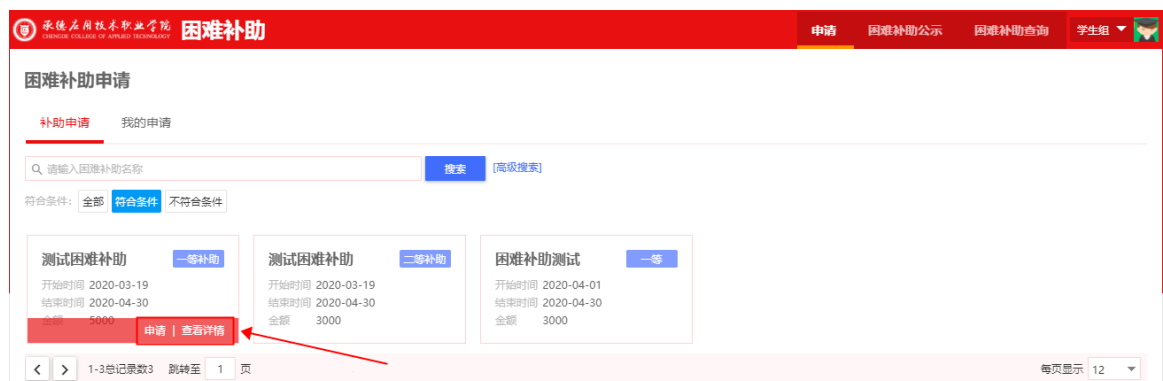 承德应用技术职业学院 困难补助 申请 困难补助公示 困难补助查询 学生组
CHENGDE COLLEGE OF APPLIED TECHNOLOGY
困难补助申请
补助申请 我的申请
请输入困难补助名称 搜索 [高级搜索]
符合条件: 全部 符合条件 不符合条件
测试困难补助 一等补助
开始时间 2020-03-19
结束时间 2020-04-30
金额 5000
申请 | 查看详情
测试困难补助 二等补助
开始时间 2020-03-19
结束时间 2020-04-30
金额 3000
困难补助测试 一等
开始时间 2020-04-01
结束时间 2020-04-30
金额 3000
1-3总记录数3 跳转至 1 页 每页显示 12